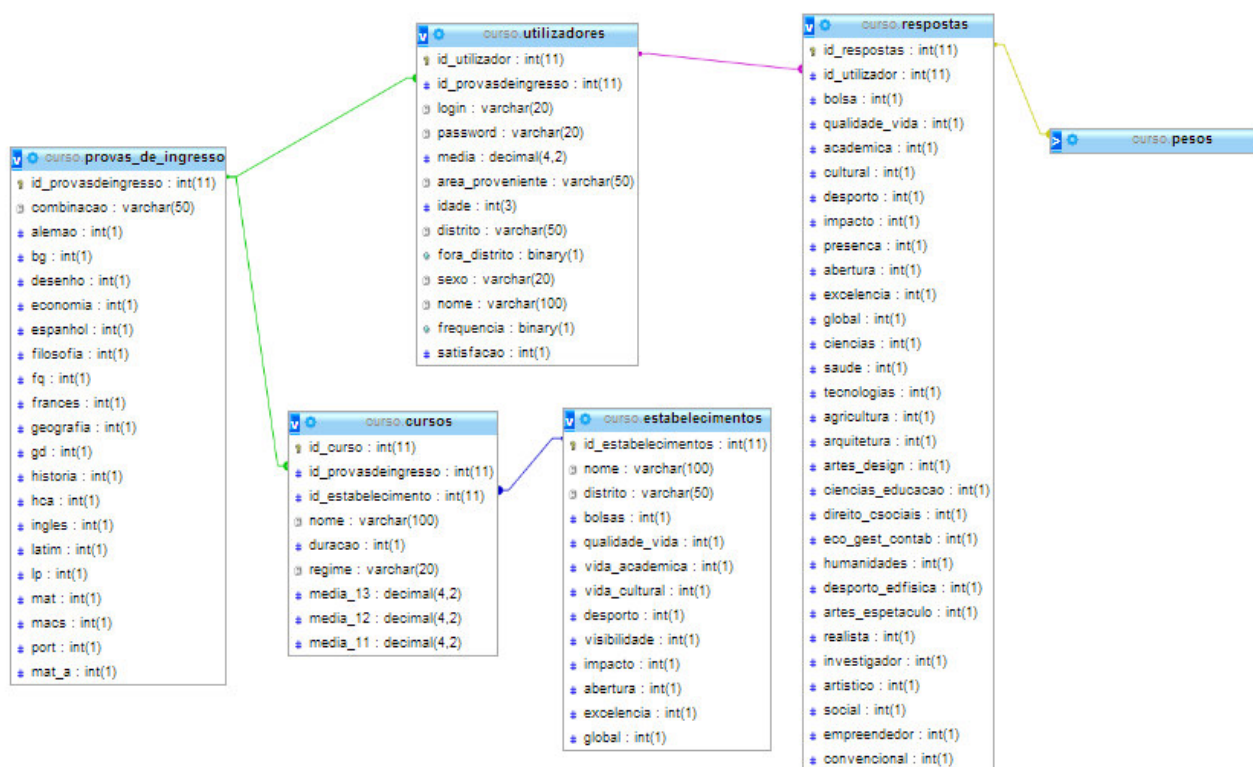 curso.provas_de_ingresso
id_provasdeingresso : int(11)
combinacao : varchar(50)
alemao : int(1)
bg : int(1)
desenho : int(1)
economia : int(1)
espanhol : int(1)
filosofia : int(1)
fq : int(1)
frances : int(1)
geografia : int(1)
gd : int(1)
historia : int(1)
hca : int(1)
ingles : int(1)
latim : int(1)
lp : int(1)
mat : int(1)
macs : int(1)
port : int(1)
mat_a : int(1)
v curso.utilizadores
id_utilizador : int(11)
id_provasdeingresso : int(11)
login : varchar(20)
password : varchar(20)
media : decimal(4,2)
area_proveniente : varchar(50)
idade : int(3)
distrito : varchar(50)
fora_distrito : binary(1)
sexo : varchar(20)
nome : varchar(100)
frequencia : binary(1)
satisfacao : int(1)
v curso.cursos
id_curso : int(11)
id_provasdeingresso : int(11)
id_estabelecimento : int(11)
nome : varchar(100)
duracao : int(1)
regime : varchar(20)
media_13 : decimal(4,2)
media_12 : decimal(4,2)
media_11 : decimal(4,2)
v curso.estabelecimentos
id_estabelecimentos : int(11)
nome : varchar(100)
distrito : varchar(50)
bolsas : int(1)
qualidade_vida : int(1)
vida_academica : int(1)
vida_cultural : int(1)
desporto : int(1)
visibilidade : int(1)
impacto : int(1)
abertura : int(1)
excelencia : int(1)
global : int(1)
v curso.respostas
id_respostas : int(11)
id_utilizador : int(11)
bolsa : int(1)
qualidade_vida : int(1)
academica : int(1)
cultural : int(1)
desporto : int(1)
impacto : int(1)
presenca : int(1)
abertura : int(1)
excelencia : int(1)
global : int(1)
ciencias : int(1)
saude : int(1)
tecnologias : int(1)
agricultura : int(1)
arquitetura : int(1)
artes_design : int(1)
ciencias_educacao : int(1)
direito_csociais : int(1)
eco_gest_contab : int(1)
humanidades : int(1)
desporto_edfisica : int(1)
artes_espetaculo : int(1)
realista : int(1)
investigador : int(1)
artistico : int(1)
social : int(1)
empreendedor : int(1)
convencional : int(1)
> curso.pesos